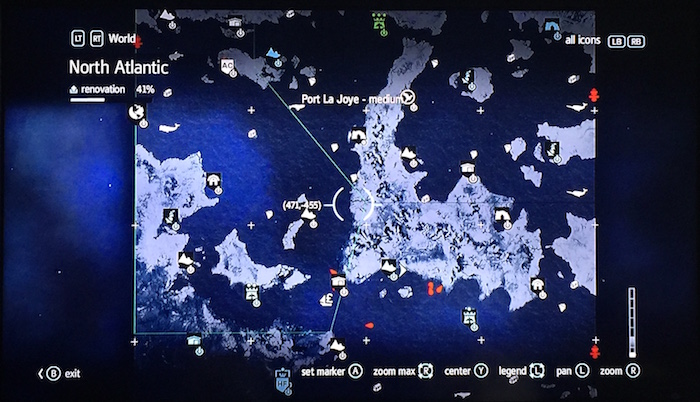 LT RT World
all icons LB RB
North Atlantic
renovation 41%
AC
Port La Joye - medium
(471,455)
£
HF
B exit
set marker A zoom max R center Y legend L pan L zoom R